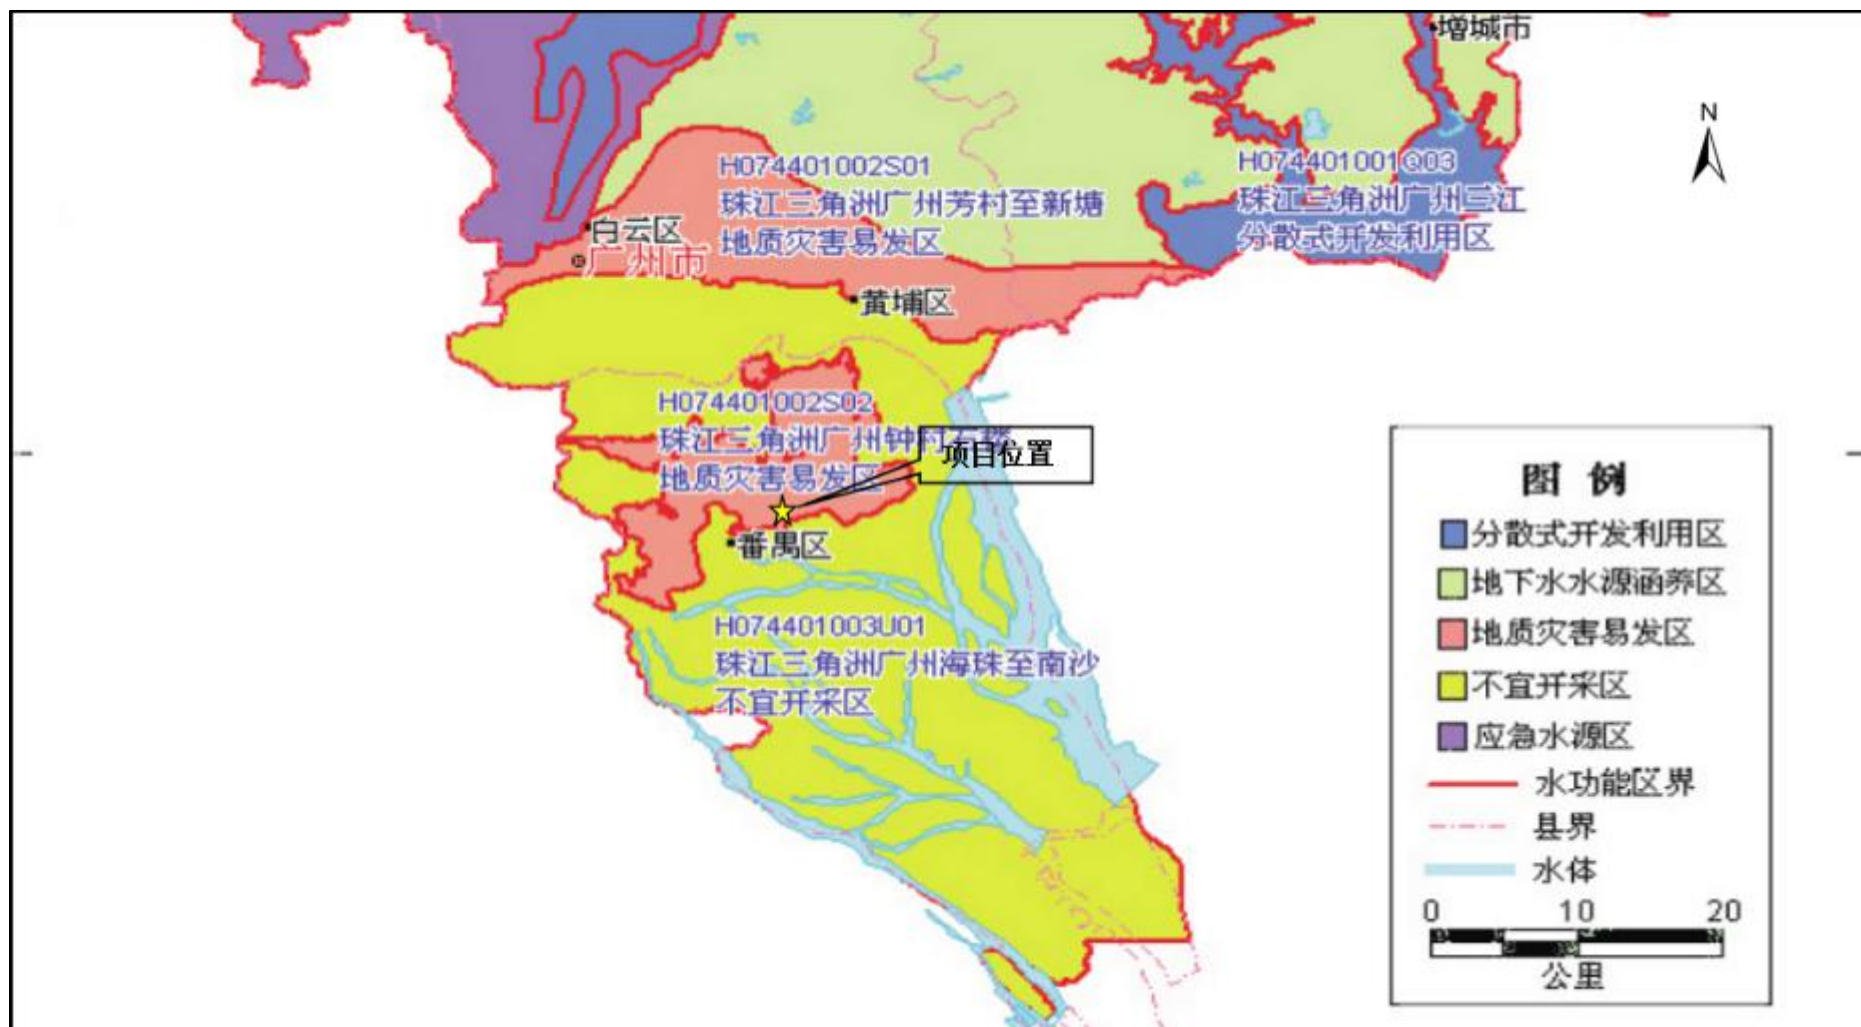 增城市
N
H074401002S01
珠江三角洲广州芳村至新塘
地质灾害易发区
H074401001Q03
珠江三角洲广州三江
分散式开发利用区
白云区
广州市
黄埔区
H074401002S02
珠江三角洲广州钟村石楼
地质灾害易发区
项目位置
番禺区
H074401003U01
珠江三角洲广州海珠至南沙
不宜开采区
图 例
分散式开发利用区
地下水水源涵养区
地质灾害易发区
不宜开采区
应急水源区
水功能区界
县界
水体
0 10 20
公里